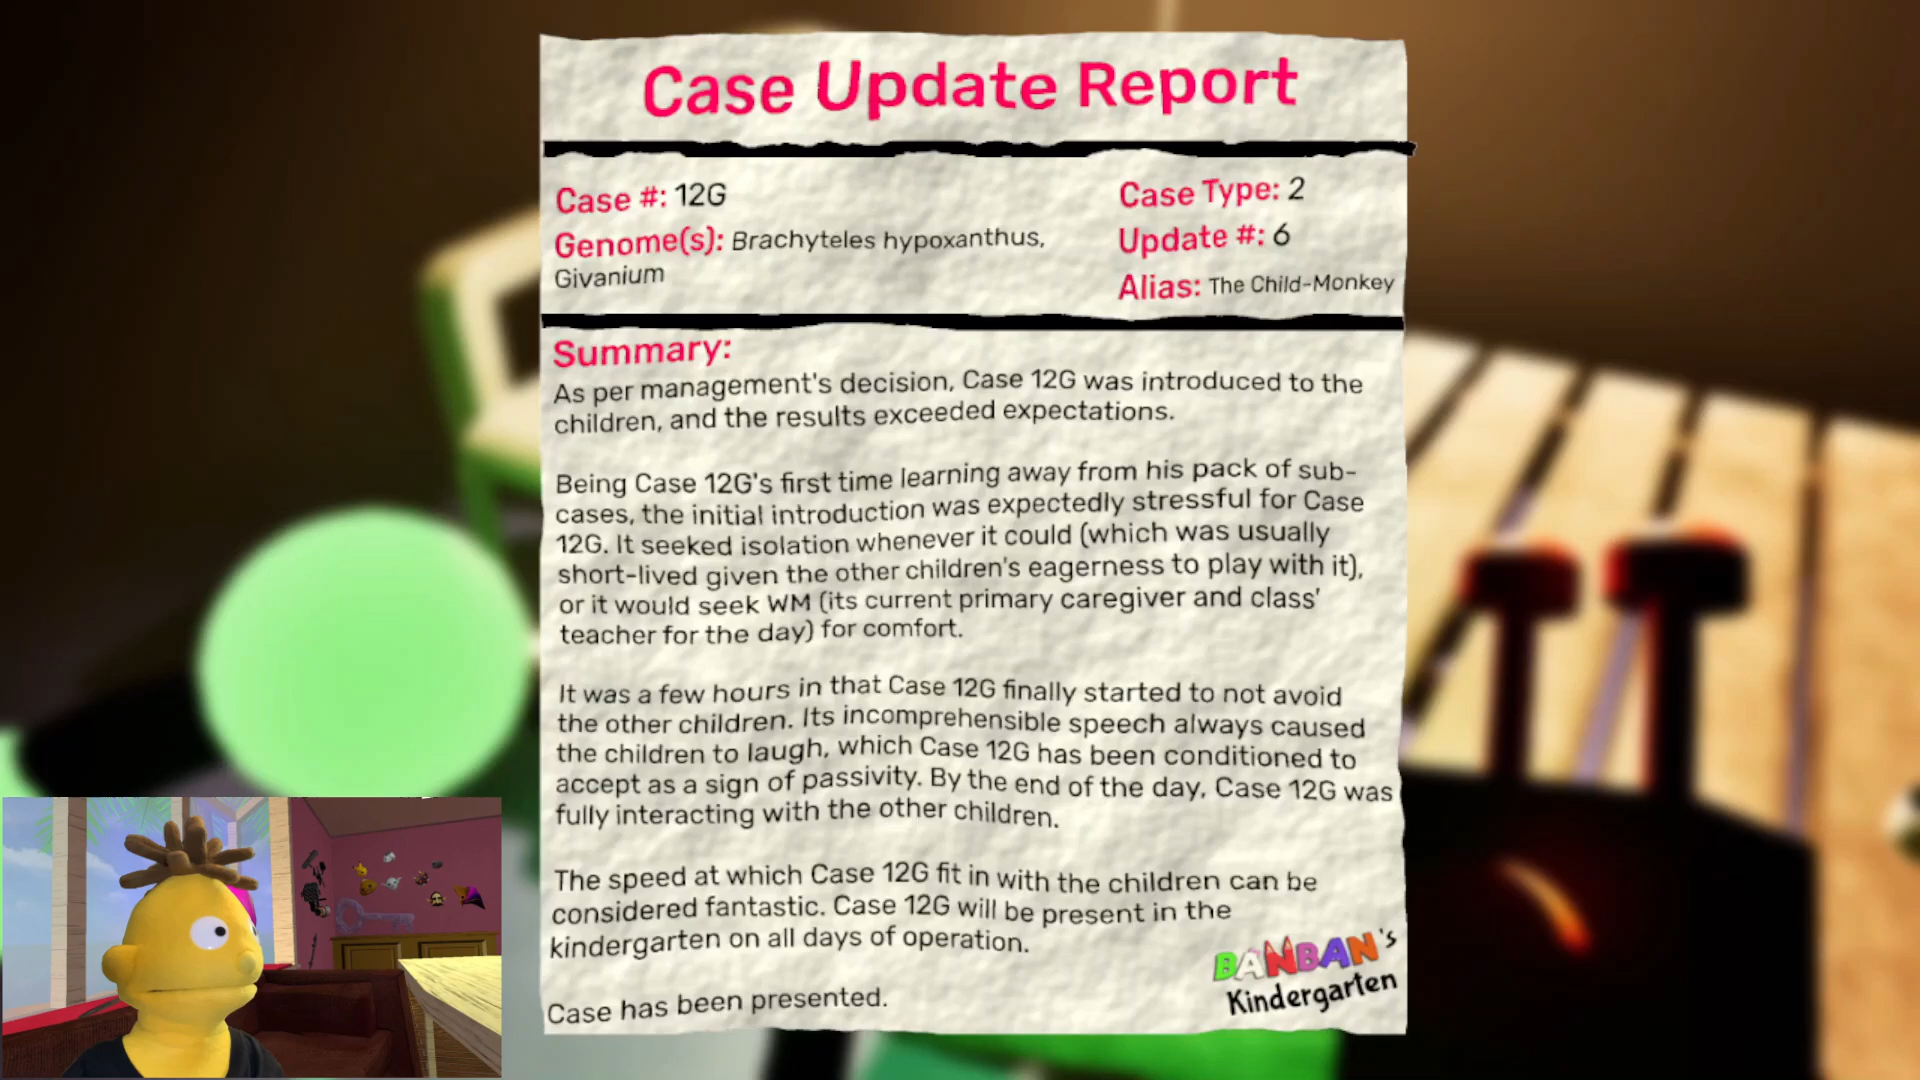 Case Update Report
Case #: 12G
Case Type: 2
Genome(s): Brachyteles hypoxanthus,
Givanium
Update #: 6
Alias: The Child-Monkey
Summary:
As per management's decision, Case 12G was introduced to the
children, and the results exceeded expectations.
Being Case 12G's first time learning away from his pack of sub-
cases, the initial introduction was expectedly stressful for Case
12G. It seeked isolation whenever it could (which was usually
short-lived given the other children's eagerness to play with it),
or it would seek WM (its current primary caregiver and class'
teacher for the day) for comfort.
It was a few hours in that Case 12G finally started to not avoid
the other children. Its incomprehensible speech always caused
the children to laugh, which Case 12G has been conditioned to
accept as a sign of passivity. By the end of the day, Case 12G was
fully interacting with the other children.
The speed at which Case 12G fit in with the children can be
considered fantastic. Case 12G will be present in the
kindergarten on all days of operation.
Case has been presented.
BANBAN's
Kindergarten